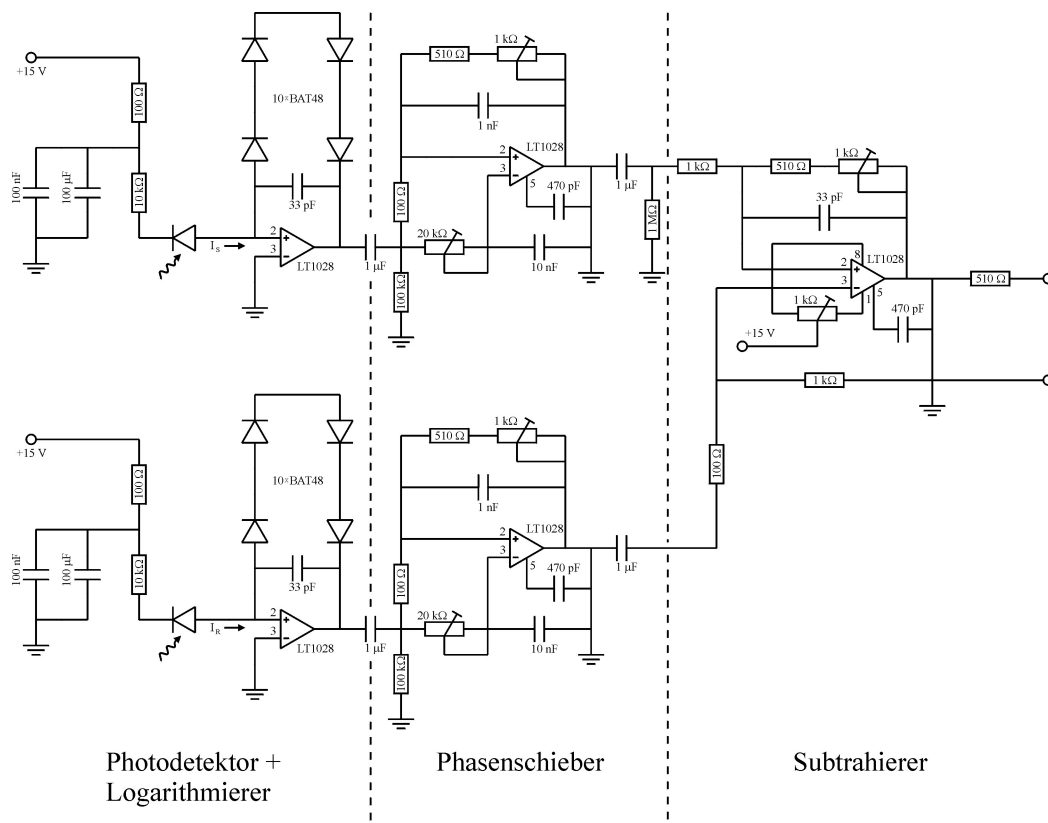 +15 V
100 Ω
100 nF
100 µF
10 kΩ
I_S
10×BAT48
33 pF
2
3
LT1028
1 µF
510 Ω
1 kΩ
1 nF
100 Ω
2
3
5
LT1028
470 pF
20 kΩ
10 nF
100 kΩ
1 µF
1 MΩ
1 kΩ
510 Ω
1 kΩ
33 pF
2
3
8
LT1028
1
5
1 kΩ
+15 V
470 pF
510 Ω
1 kΩ
100 Ω
+15 V
100 Ω
100 nF
100 µF
10 kΩ
I_R
10×BAT48
33 pF
2
3
LT1028
1 µF
510 Ω
1 kΩ
1 nF
100 Ω
2
3
5
LT1028
470 pF
20 kΩ
10 nF
100 kΩ
1 µF
Photodetektor +
Logarithmierer
Phasenschieber
Subtrahierer